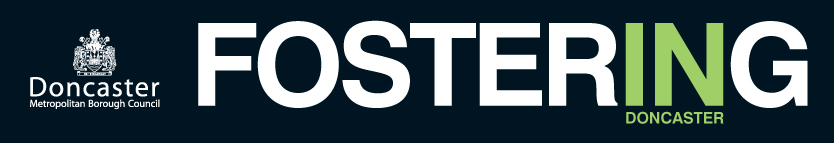 Doncaster
Metropolitan Borough Council
FOSTERING
DONCASTER